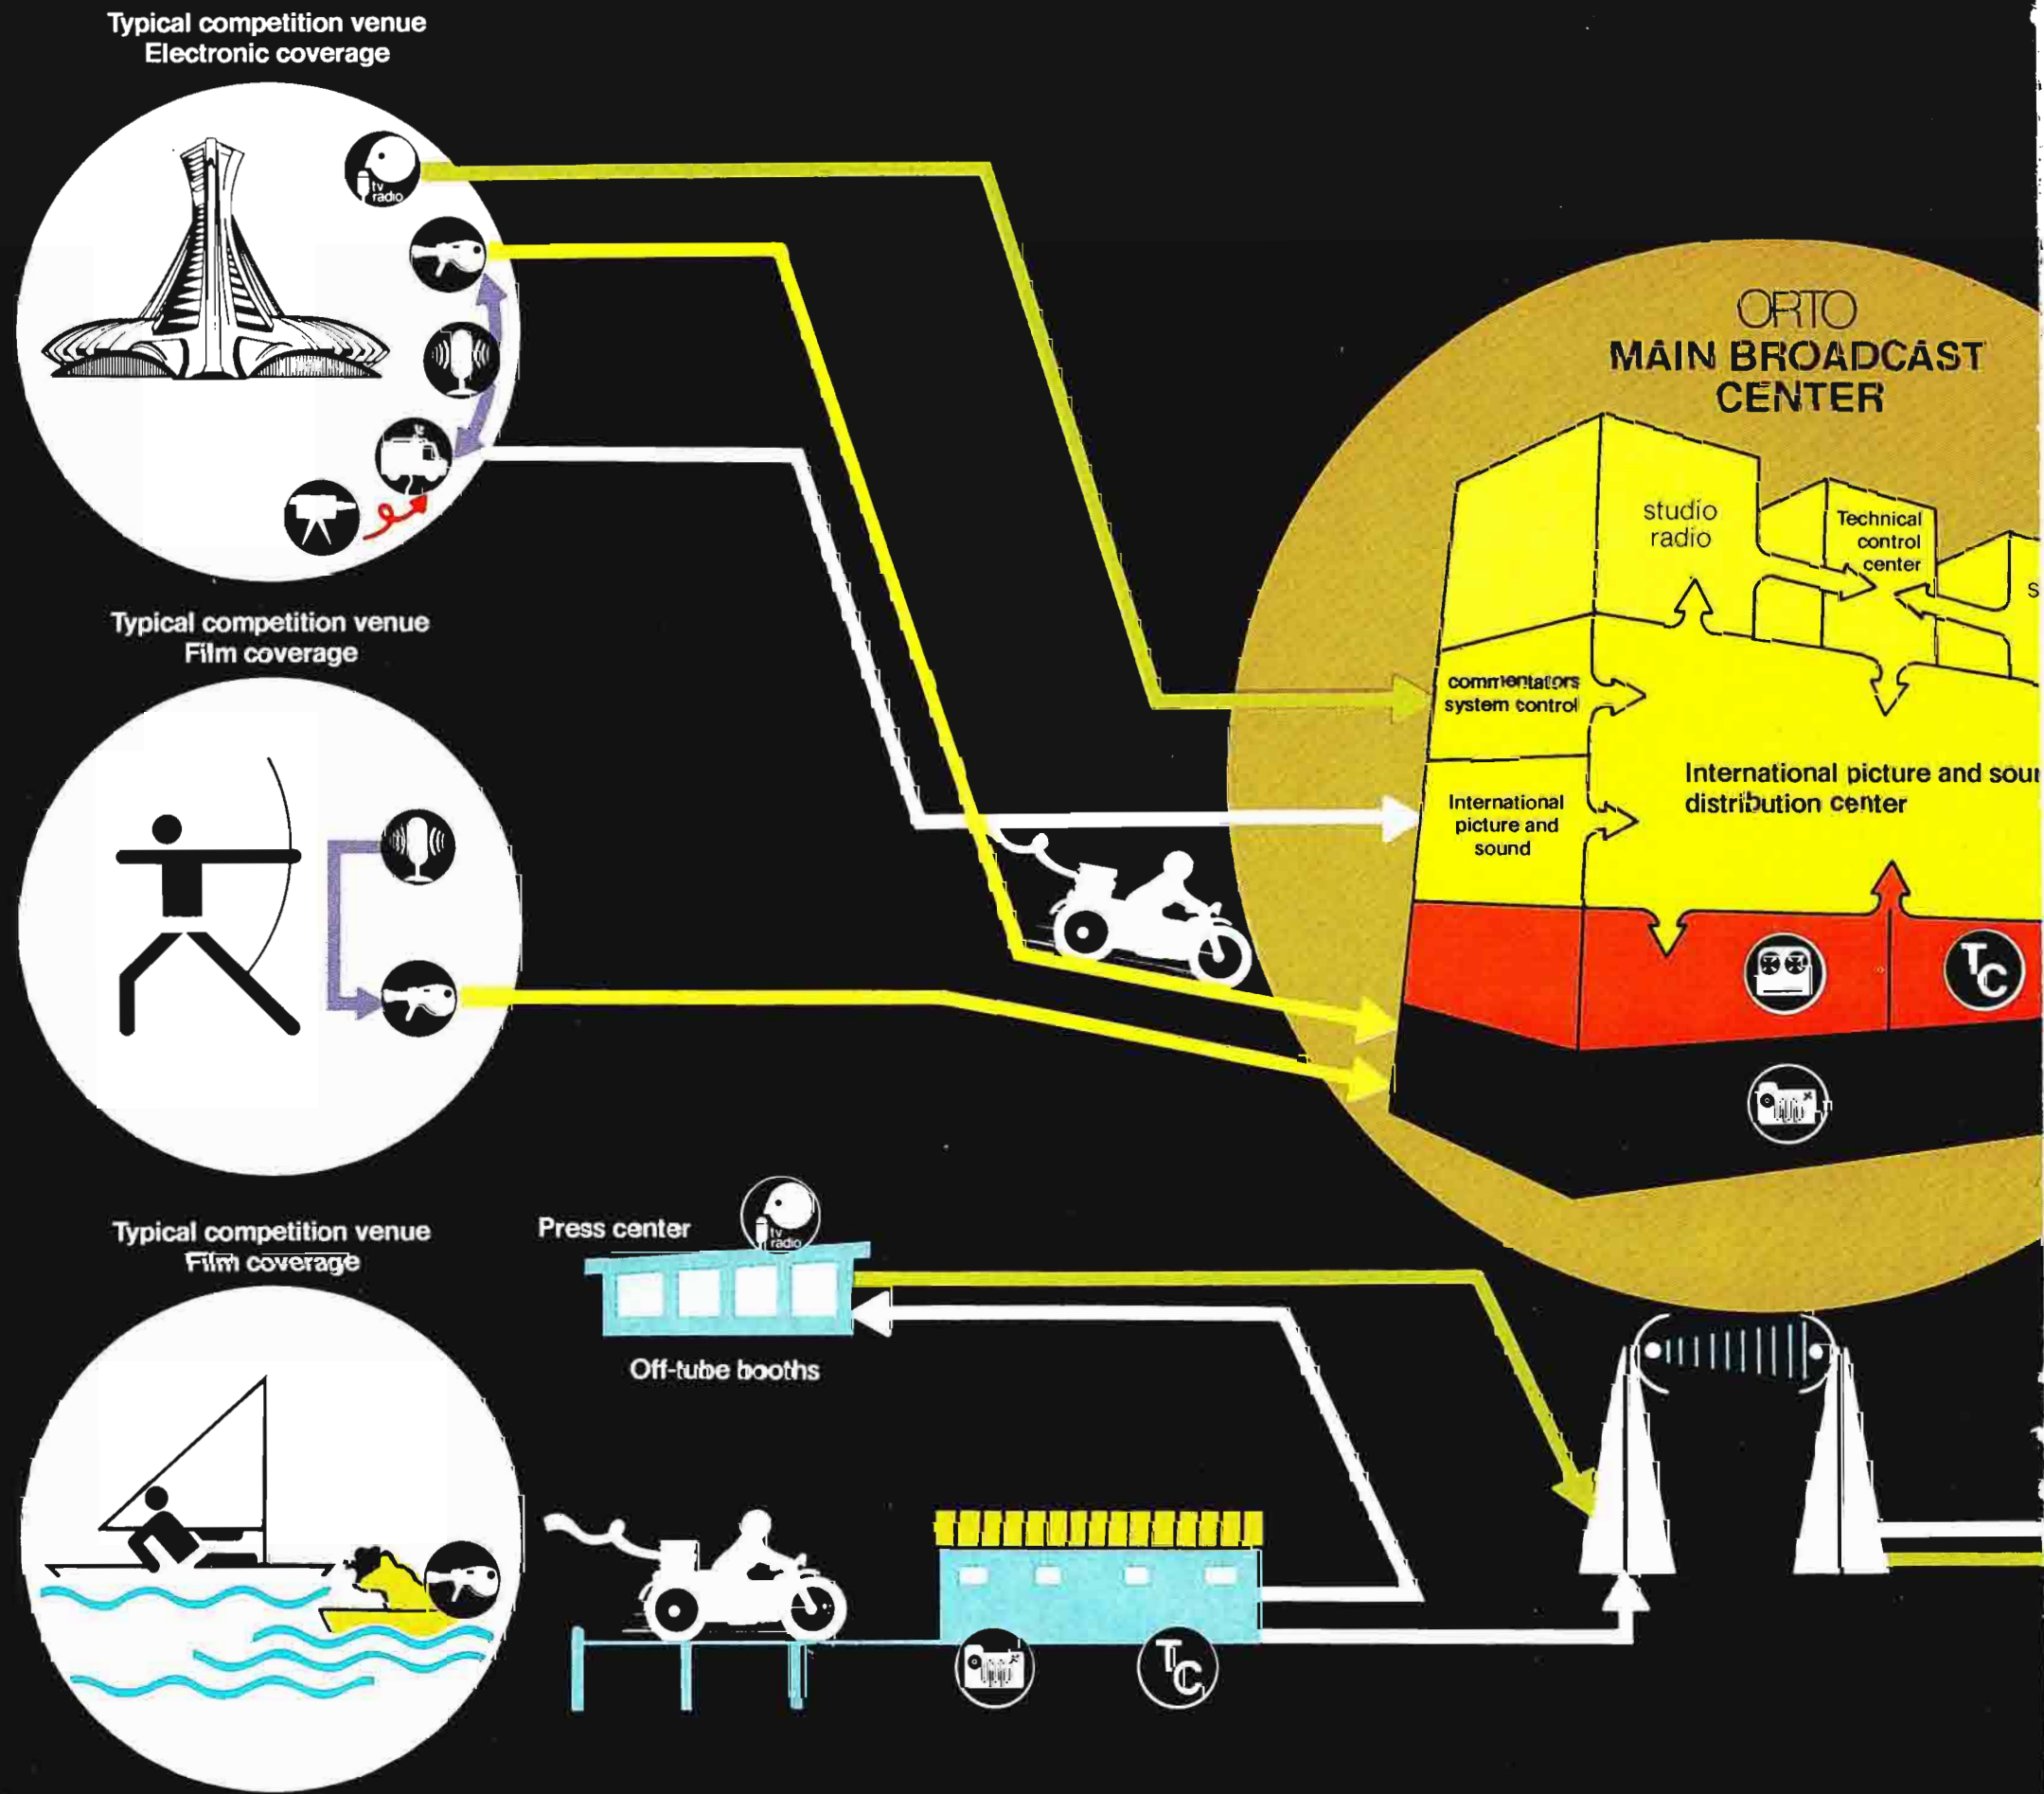 Typical competition venue
Electronic coverage
tv
radio
Typical competition venue
Film coverage
ORTO
MAIN BROADCAST
CENTER
studio
radio
Technical
control
center
commentators
system control
International picture and
distribution center
International
picture and
sound
TC
Typical competition venue
Film coverage
Press center
tv
radio
Off-tube booths
TC